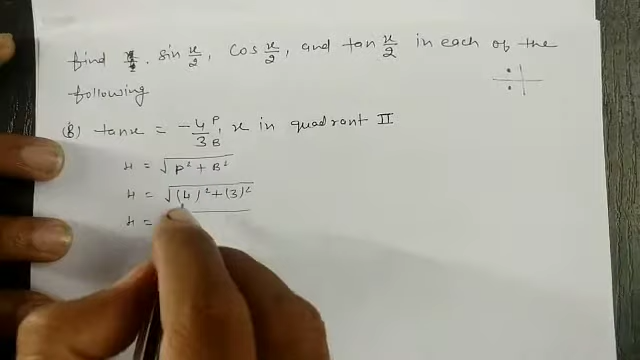 find sin x/2, cos x/2, and tan x/2 in each of the
following
(8) tanx = -4/3 P/B, x in quadrant II
H = √P² + B²
H = √(4)² + (3)²
H =